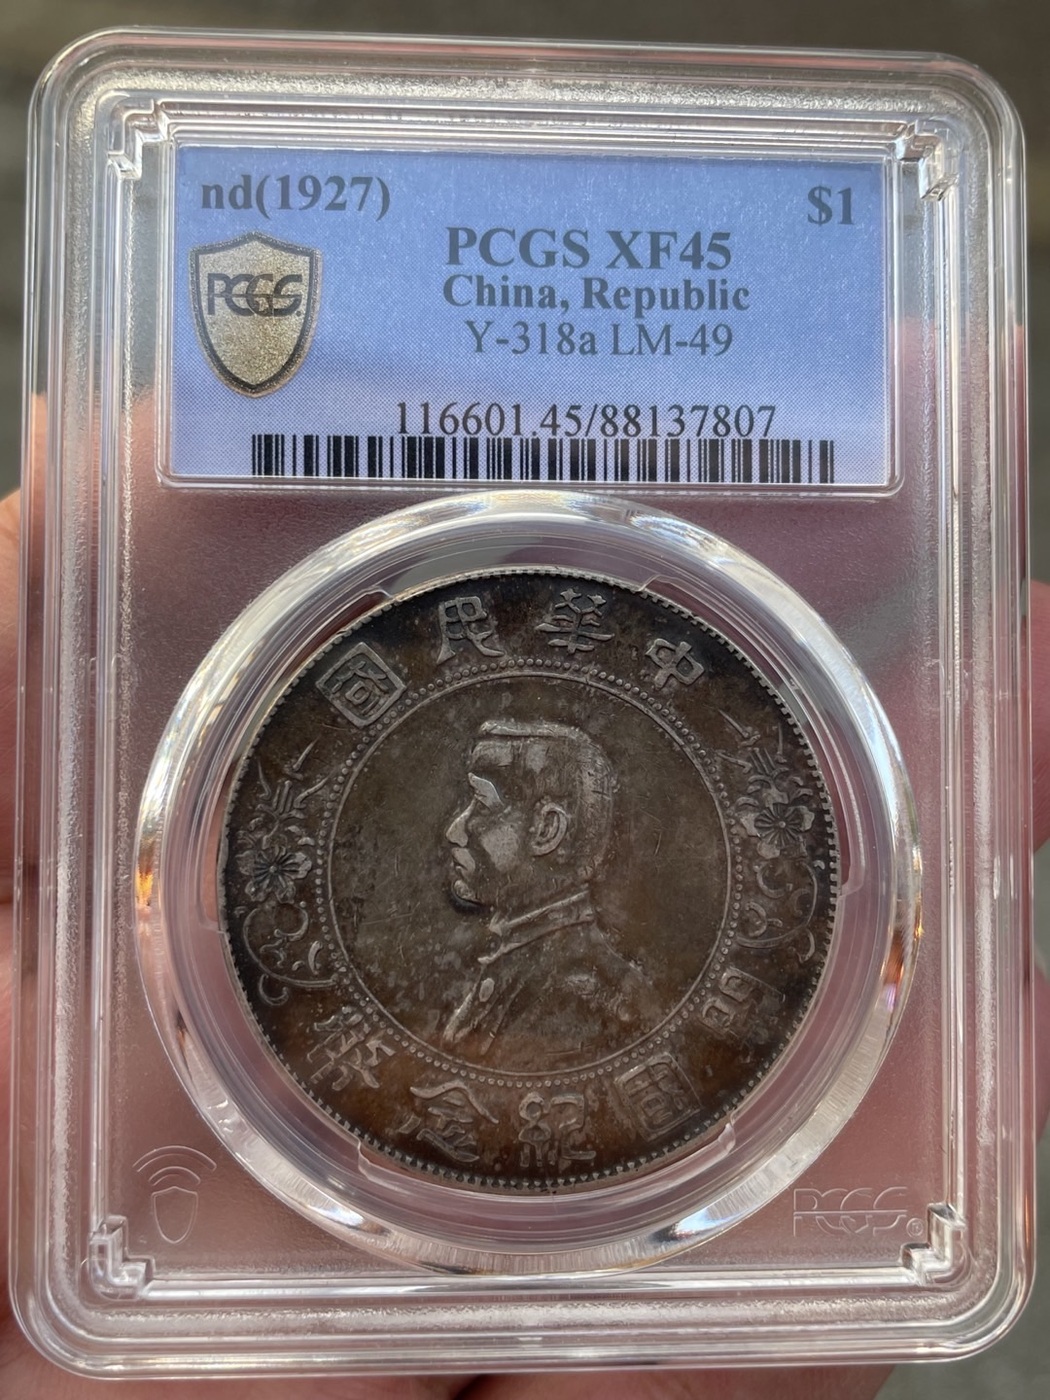 nd(1927) $1
PCGS XF45
PCGS
China, Republic
Y-318a LM-49
116601.45/88137807
中華民國
開國紀念幣
PCGS